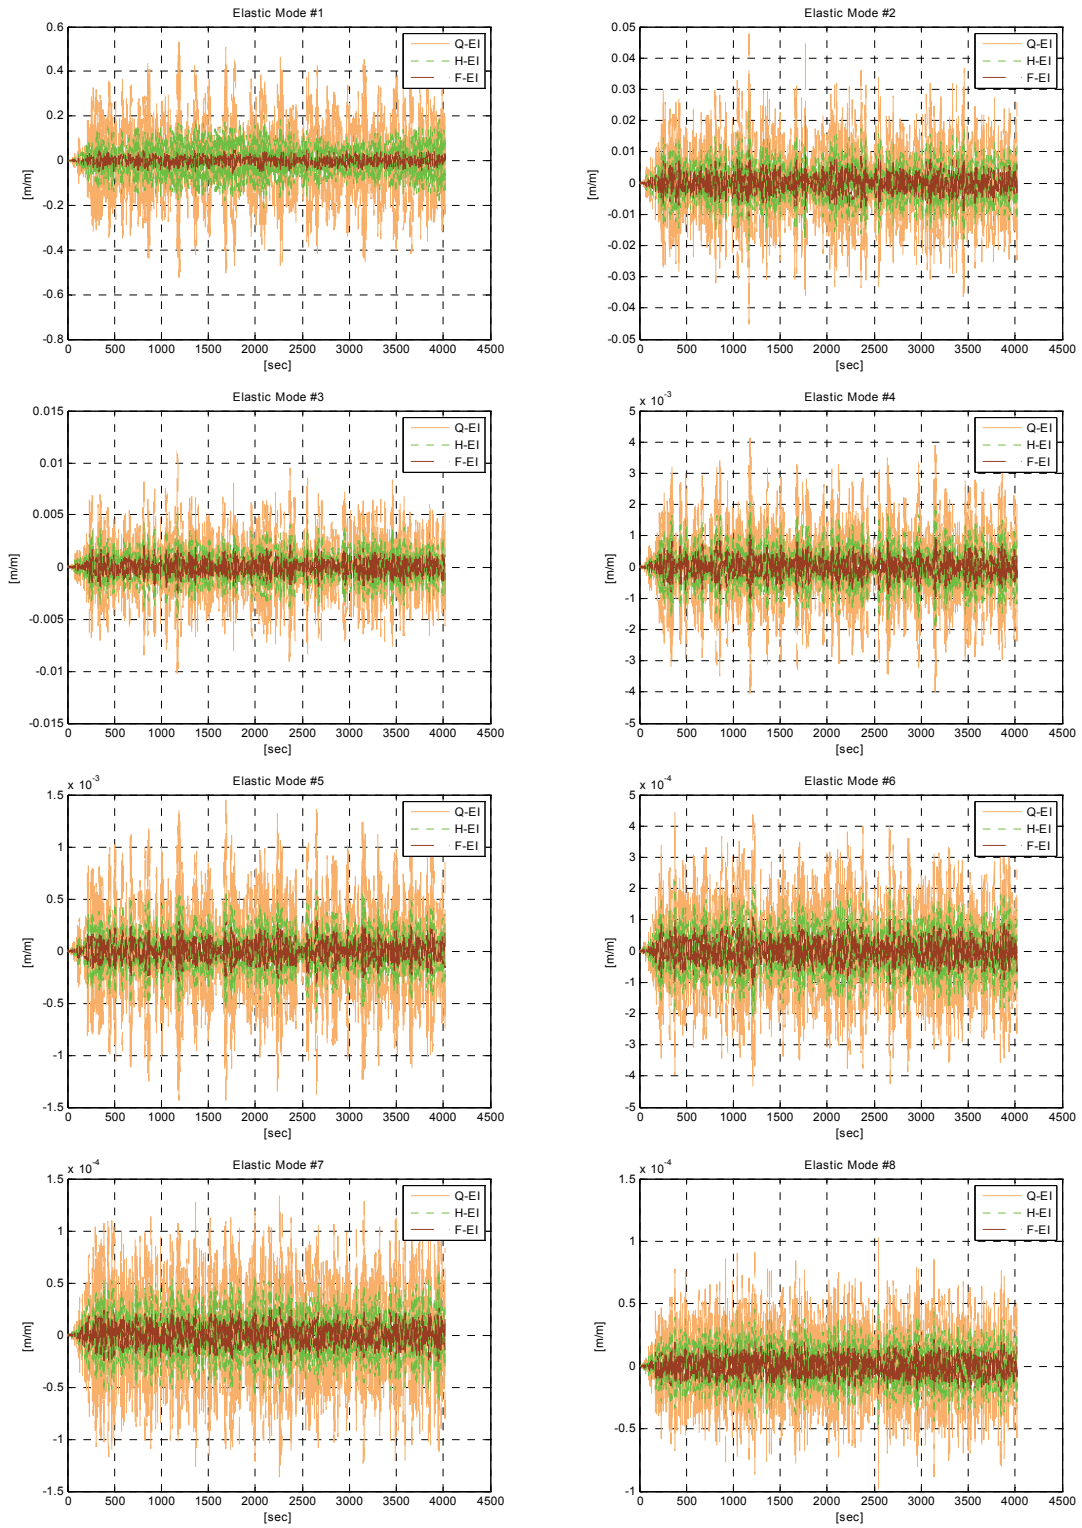 Elastic Mode #1
0.6
0.4
0.2
0
-0.2
-0.4
-0.6
-0.8
[m/m]
Q-EI
H-EI
F-EI
0 500 1000 1500 2000 2500 3000 3500 4000 4500
[sec]
Elastic Mode #2
0.05
0.04
0.03
0.02
0.01
0
-0.01
-0.02
-0.03
-0.04
-0.05
[m/m]
Q-EI
H-EI
F-EI
0 500 1000 1500 2000 2500 3000 3500 4000 4500
[sec]
Elastic Mode #3
0.015
0.01
0.005
0
-0.005
-0.01
-0.015
[m/m]
Q-EI
H-EI
F-EI
0 500 1000 1500 2000 2500 3000 3500 4000 4500
[sec]
Elastic Mode #4
x 10-3
5
4
3
2
1
0
-1
-2
-3
-4
-5
[m/m]
Q-EI
H-EI
F-EI
0 500 1000 1500 2000 2500 3000 3500 4000 4500
[sec]
Elastic Mode #5
x 10-3
1.5
1
0.5
0
-0.5
-1
-1.5
[m/m]
Q-EI
H-EI
F-EI
0 500 1000 1500 2000 2500 3000 3500 4000 4500
[sec]
Elastic Mode #6
x 10-4
5
4
3
2
1
0
-1
-2
-3
-4
-5
[m/m]
Q-EI
H-EI
F-EI
0 500 1000 1500 2000 2500 3000 3500 4000 4500
[sec]
Elastic Mode #7
x 10-4
1.5
1
0.5
0
-0.5
-1
-1.5
[m/m]
Q-EI
H-EI
F-EI
0 500 1000 1500 2000 2500 3000 3500 4000 4500
[sec]
Elastic Mode #8
x 10-4
1.5
1
0.5
0
-0.5
-1
[m/m]
Q-EI
H-EI
F-EI
0 500 1000 1500 2000 2500 3000 3500 4000 4500
[sec]